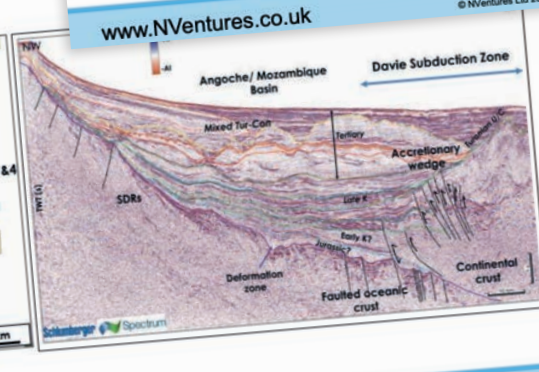 © NVentures Ltd
www.NVentures.co.uk
NW
-AI
Angoche/ Mozambique
Basin
Davie Subduction Zone
Mixed Tur-Con
Tertiary
Accretionary
wedge
&4
TWT (s)
SDRs
Late K
Early K?
Jurassic?
Deformation
zone
Faulted oceanic
crust
Continental
crust
Schlumberger Spectrum
m